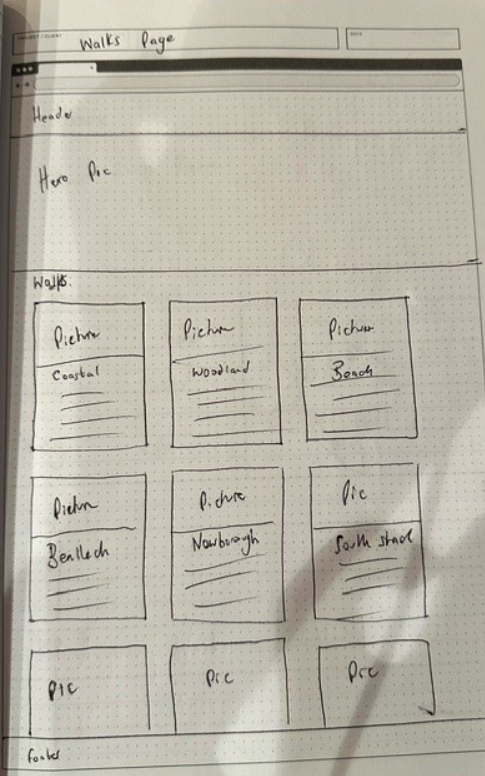 PROJECT / CLIENT
Walks Page
DATE
Header
Hero Pic
Walks.
Picture Picture Picture
Coastal Woodland Beach
Picture Picture Pic
Benllech Newborough South stack
Pic Pic Pic
Footer